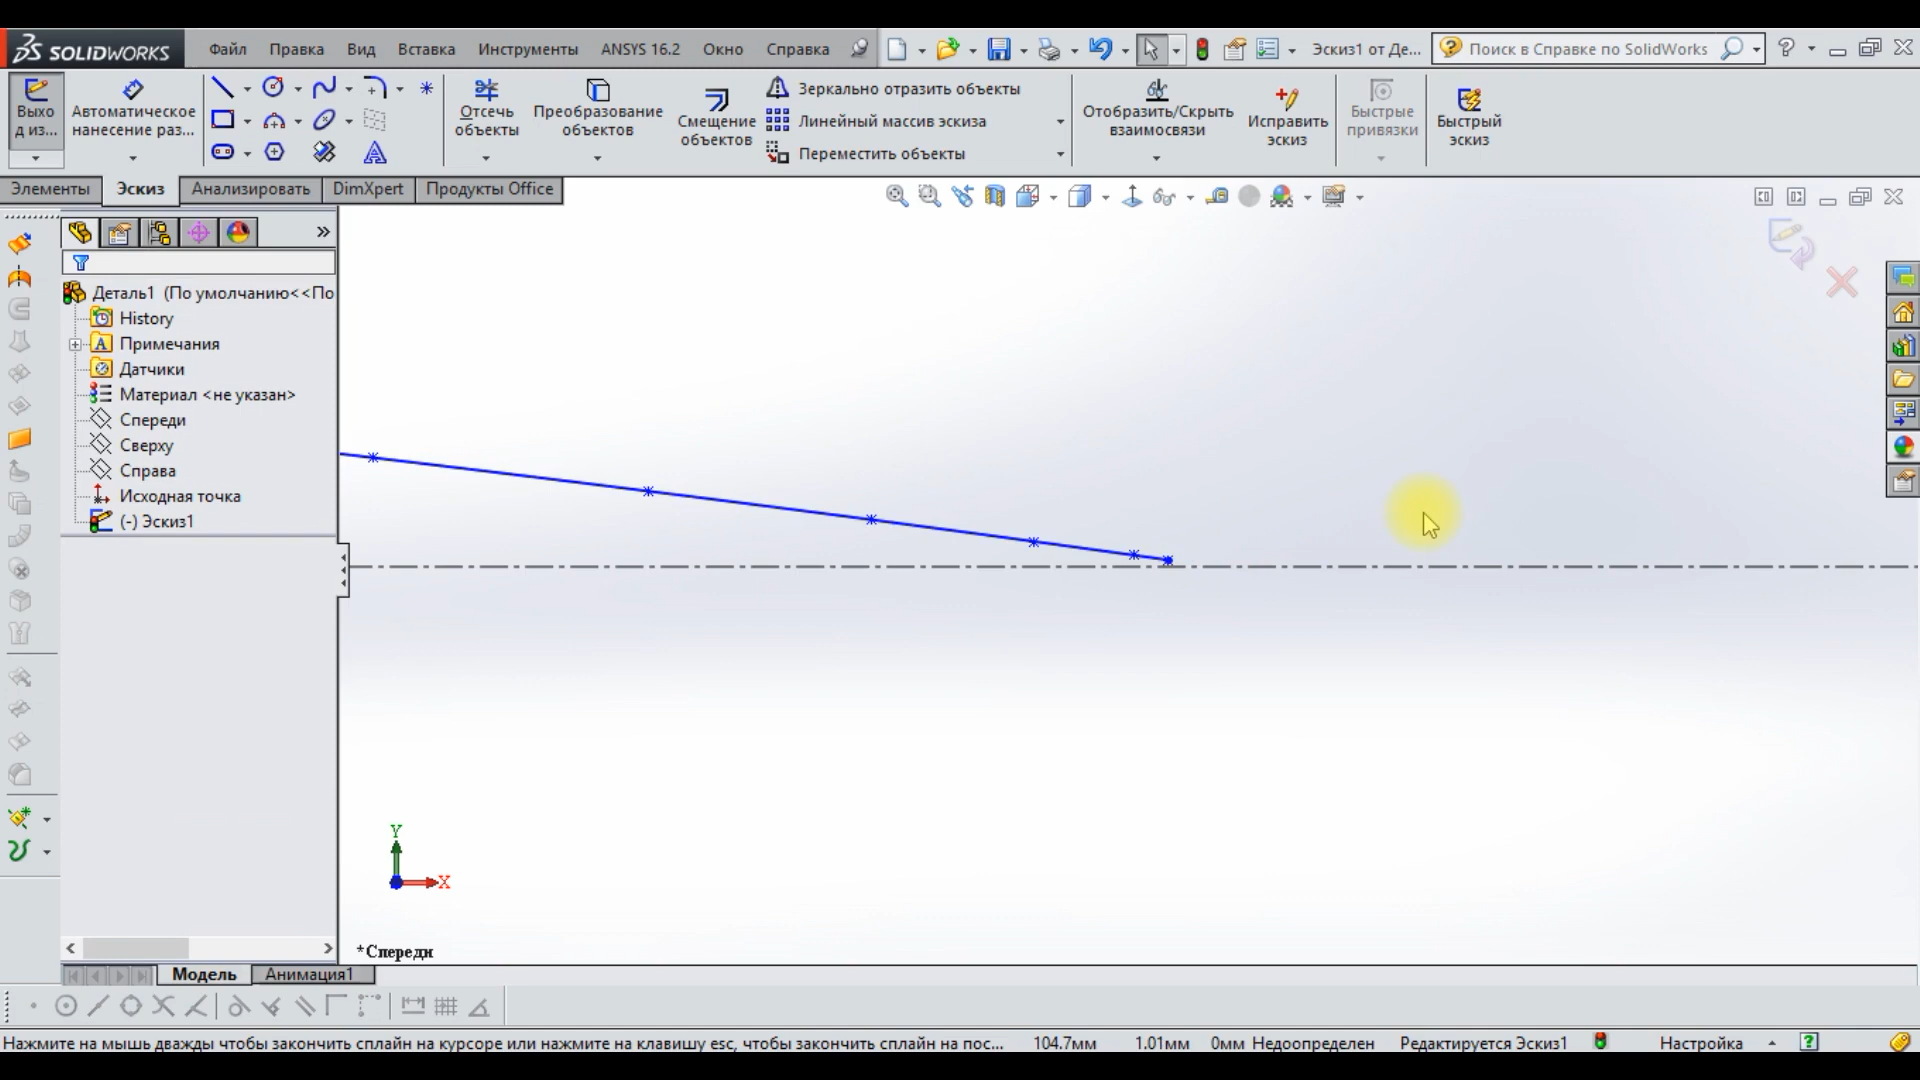 SOLIDWORKS Файл Правка Вид Вставка Инструменты ANSYS 16.2 Окно Справка Эскиз1 от Де... Поиск в Справке по SolidWorks
Выхо
д из...
Автоматическое
нанесение раз...
Отсечь
объекты
Преобразование
объектов
Смещение
объектов
Зеркально отразить объекты
Линейный массив эскиза
Переместить объекты
Отобразить/Скрыть
взаимосвязи
Исправить
эскиз
Быстрые
привязки
Быстрый
эскиз
Элементы Эскиз Анализировать DimXpert Продукты Office
Деталь1 (По умолчанию<<По
History
Примечания
Датчики
Материал <не указан>
Спереди
Сверху
Справа
Исходная точка
(-) Эскиз1
Y
X
*Спереди
Модель Анимация1
Нажмите на мышь дважды чтобы закончить сплайн на курсоре или нажмите на клавишу esc, чтобы закончить сплайн на пос... 104.7мм 1.01мм 0мм Недоопределен Редактируется Эскиз1 Настройка